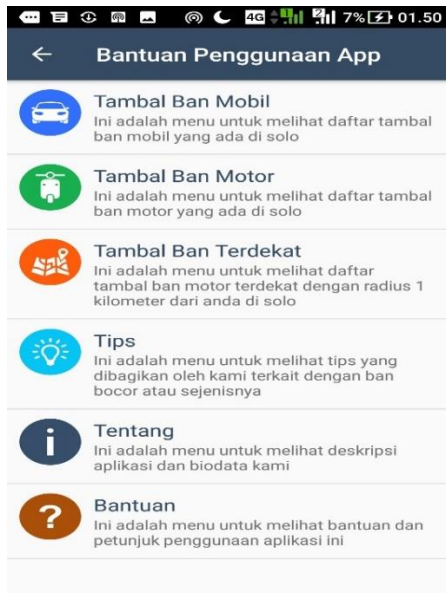 4G 7% 01.50
Bantuan Penggunaan App
Tambal Ban Mobil
Ini adalah menu untuk melihat daftar tambal
ban mobil yang ada di solo
Tambal Ban Motor
Ini adalah menu untuk melihat daftar tambal
ban motor yang ada di solo
Tambal Ban Terdekat
Ini adalah menu untuk melihat daftar
tambal ban motor terdekat dengan radius 1
kilometer dari anda di solo
Tips
Ini adalah menu untuk melihat tips yang
dibagikan oleh kami terkait dengan ban
bocor atau sejenisnya
Tentang
Ini adalah menu untuk melihat deskripsi
aplikasi dan biodata kami
Bantuan
Ini adalah menu untuk melihat bantuan dan
petunjuk penggunaan aplikasi ini